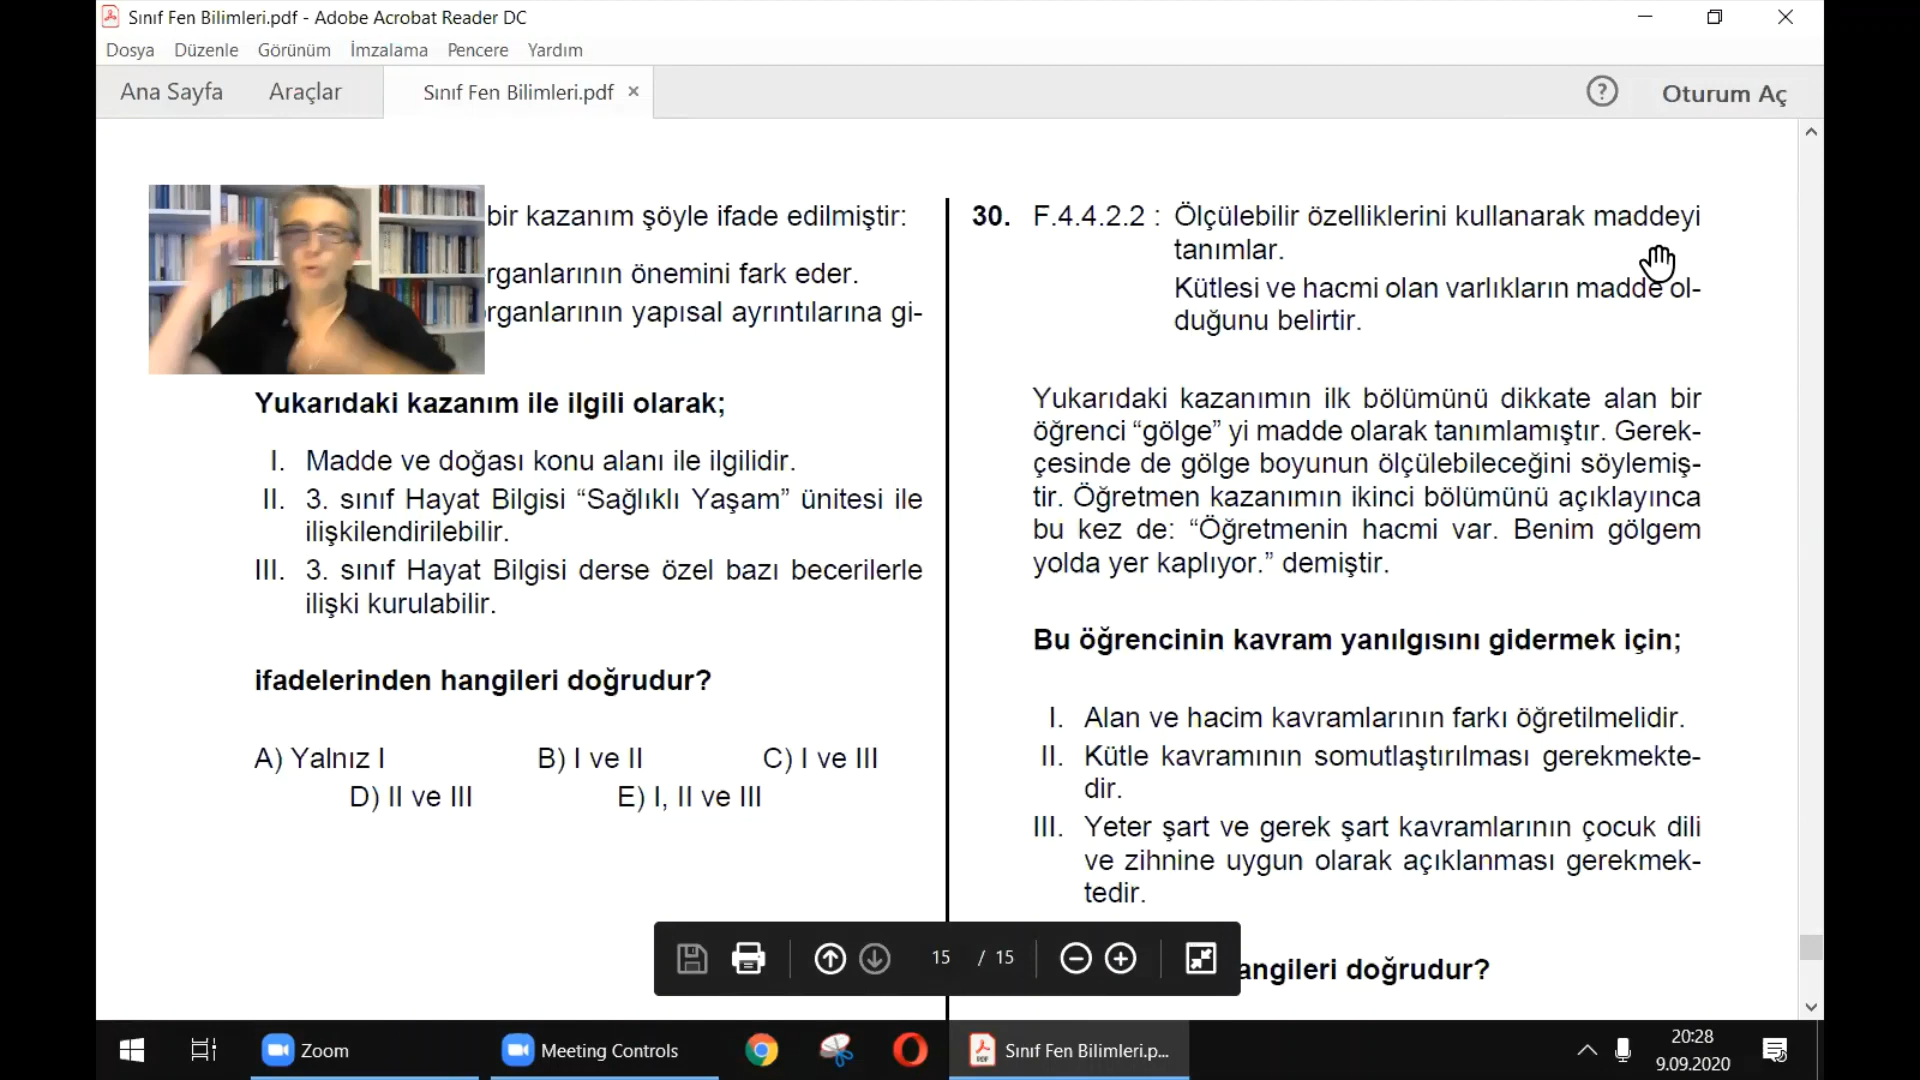 Sınıf Fen Bilimleri.pdf - Adobe Acrobat Reader DC
Dosya Düzenle Görünüm İmzalama Pencere Yardım
Ana Sayfa Araçlar Sınıf Fen Bilimleri.pdf × ? Oturum Aç
bir kazanım şöyle ifade edilmiştir:
rganlarının önemini fark eder.
rganlarının yapısal ayrıntılarına gi-
Yukarıdaki kazanım ile ilgili olarak;
I. Madde ve doğası konu alanı ile ilgilidir.
II. 3. sınıf Hayat Bilgisi “Sağlıklı Yaşam” ünitesi ile
ilişkilendirilebilir.
III. 3. sınıf Hayat Bilgisi derse özel bazı becerilerle
ilişki kurulabilir.
ifadelerinden hangileri doğrudur?
A) Yalnız I B) I ve II C) I ve III
D) II ve III E) I, II ve III
30. F.4.4.2.2 : Ölçülebilir özelliklerini kullanarak maddeyi
tanımlar.
Kütlesi ve hacmi olan varlıkların madde ol-
duğunu belirtir.
Yukarıdaki kazanımın ilk bölümünü dikkate alan bir
öğrenci “gölge” yi madde olarak tanımlamıştır. Gerek-
çesinde de gölge boyunun ölçülebileceğini söylemiş-
tir. Öğretmen kazanımın ikinci bölümünü açıklayınca
bu kez de: “Öğretmenin hacmi var. Benim gölgem
yolda yer kaplıyor.” demiştir.
Bu öğrencinin kavram yanılgısını gidermek için;
I. Alan ve hacim kavramlarının farkı öğretilmelidir.
II. Kütle kavramının somutlaştırılması gerekmekte-
dir.
III. Yeter şart ve gerek şart kavramlarının çocuk dili
ve zihnine uygun olarak açıklanması gerekmek-
tedir.
angileri doğrudur?
15 / 15
Zoom Meeting Controls Sınıf Fen Bilimleri.p...
20:28
9.09.2020